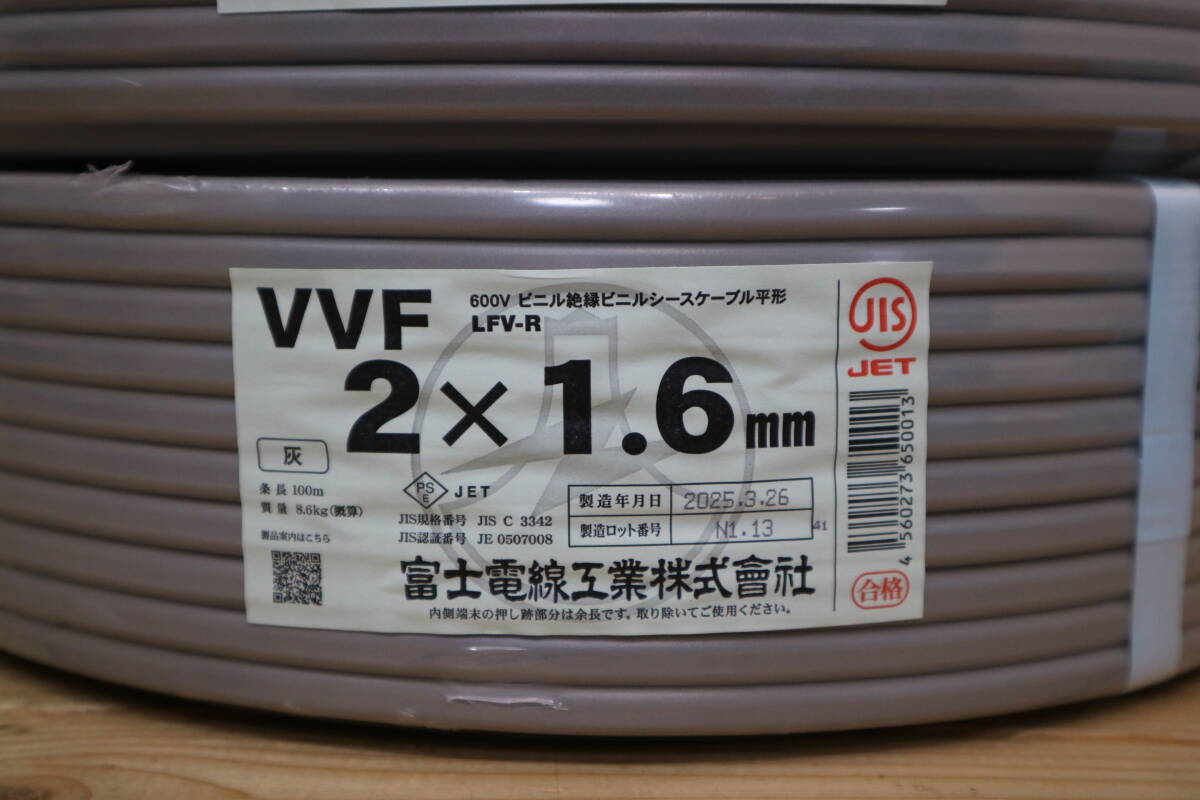 VVF
600V ビニル絶縁ビニルシースケーブル平形
LFV-R
2×1.6mm
灰
条長 100m
質量 8.6kg(概算)
製品案内はこちら
PS
E
JET
JIS規格番号 JIS C 3342
JIS認証番号 JE 0507008
製造年月日 2025.3.26
製造ロット番号 N1.13
41
富士電線工業株式會社
内側端末の押し跡部分は余長です。取り除いてご使用ください。
JIS
JET
4 560273 650013
合格